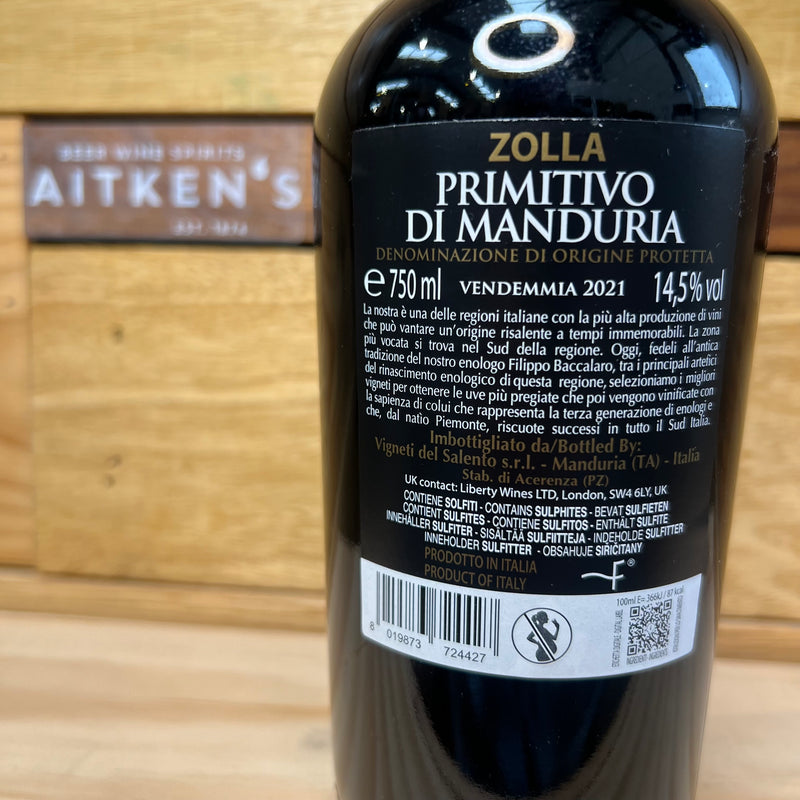 BEER WINE SPIRITS
AITKEN'S
EST. 1874
ZOLLA
PRIMITIVO
DI MANDURIA
DENOMINAZIONE DI ORIGINE PROTETTA
e 750 ml VENDEMMIA 2021 14,5% vol
La nostra è una delle regioni italiane con la più alta produzione di vini
che può vantare un'origine risalente a tempi immemorabili. La zona
più vocata si trova nel Sud della regione. Oggi, fedeli all'antica
tradizione del nostro enologo Filippo Baccalaro, tra i principali artefici
del rinascimento enologico di questa regione, selezioniamo i migliori
vigneti per ottenere le uve più pregiate che poi vengono vinificate con
la sapienza di colui che rappresenta la terza generazione di enologi e
che, dal natio Piemonte, riscuote successi in tutto il Sud Italia.
Imbottigliato da/Bottled By:
Vigneti del Salento s.r.l. - Manduria (TA) - Italia
Stab. di Acerenza (PZ)
UK contact: Liberty Wines LTD, London, SW4 6LY, UK
CONTIENE SOLFITI - CONTAINS SULPHITES - BEVAT SULFIETEN
CONTIENT SULFITES - CONTIENE SULFITOS - ENTHÄLT SULFITE
INNEHÅLLER SULFITER - SISÄLTÄÄ SULFIITTEJA - INDEHOLDE SULFITTER
INNEHOLDER SULFITTER - OBSAHUJE SIŘIČITANY
PRODOTTO IN ITALIA
PRODUCT OF ITALY
F®
100ml E= 366kJ / 87 kcal
8 019873 724427
INGREDIENTI - INGREDIENTS